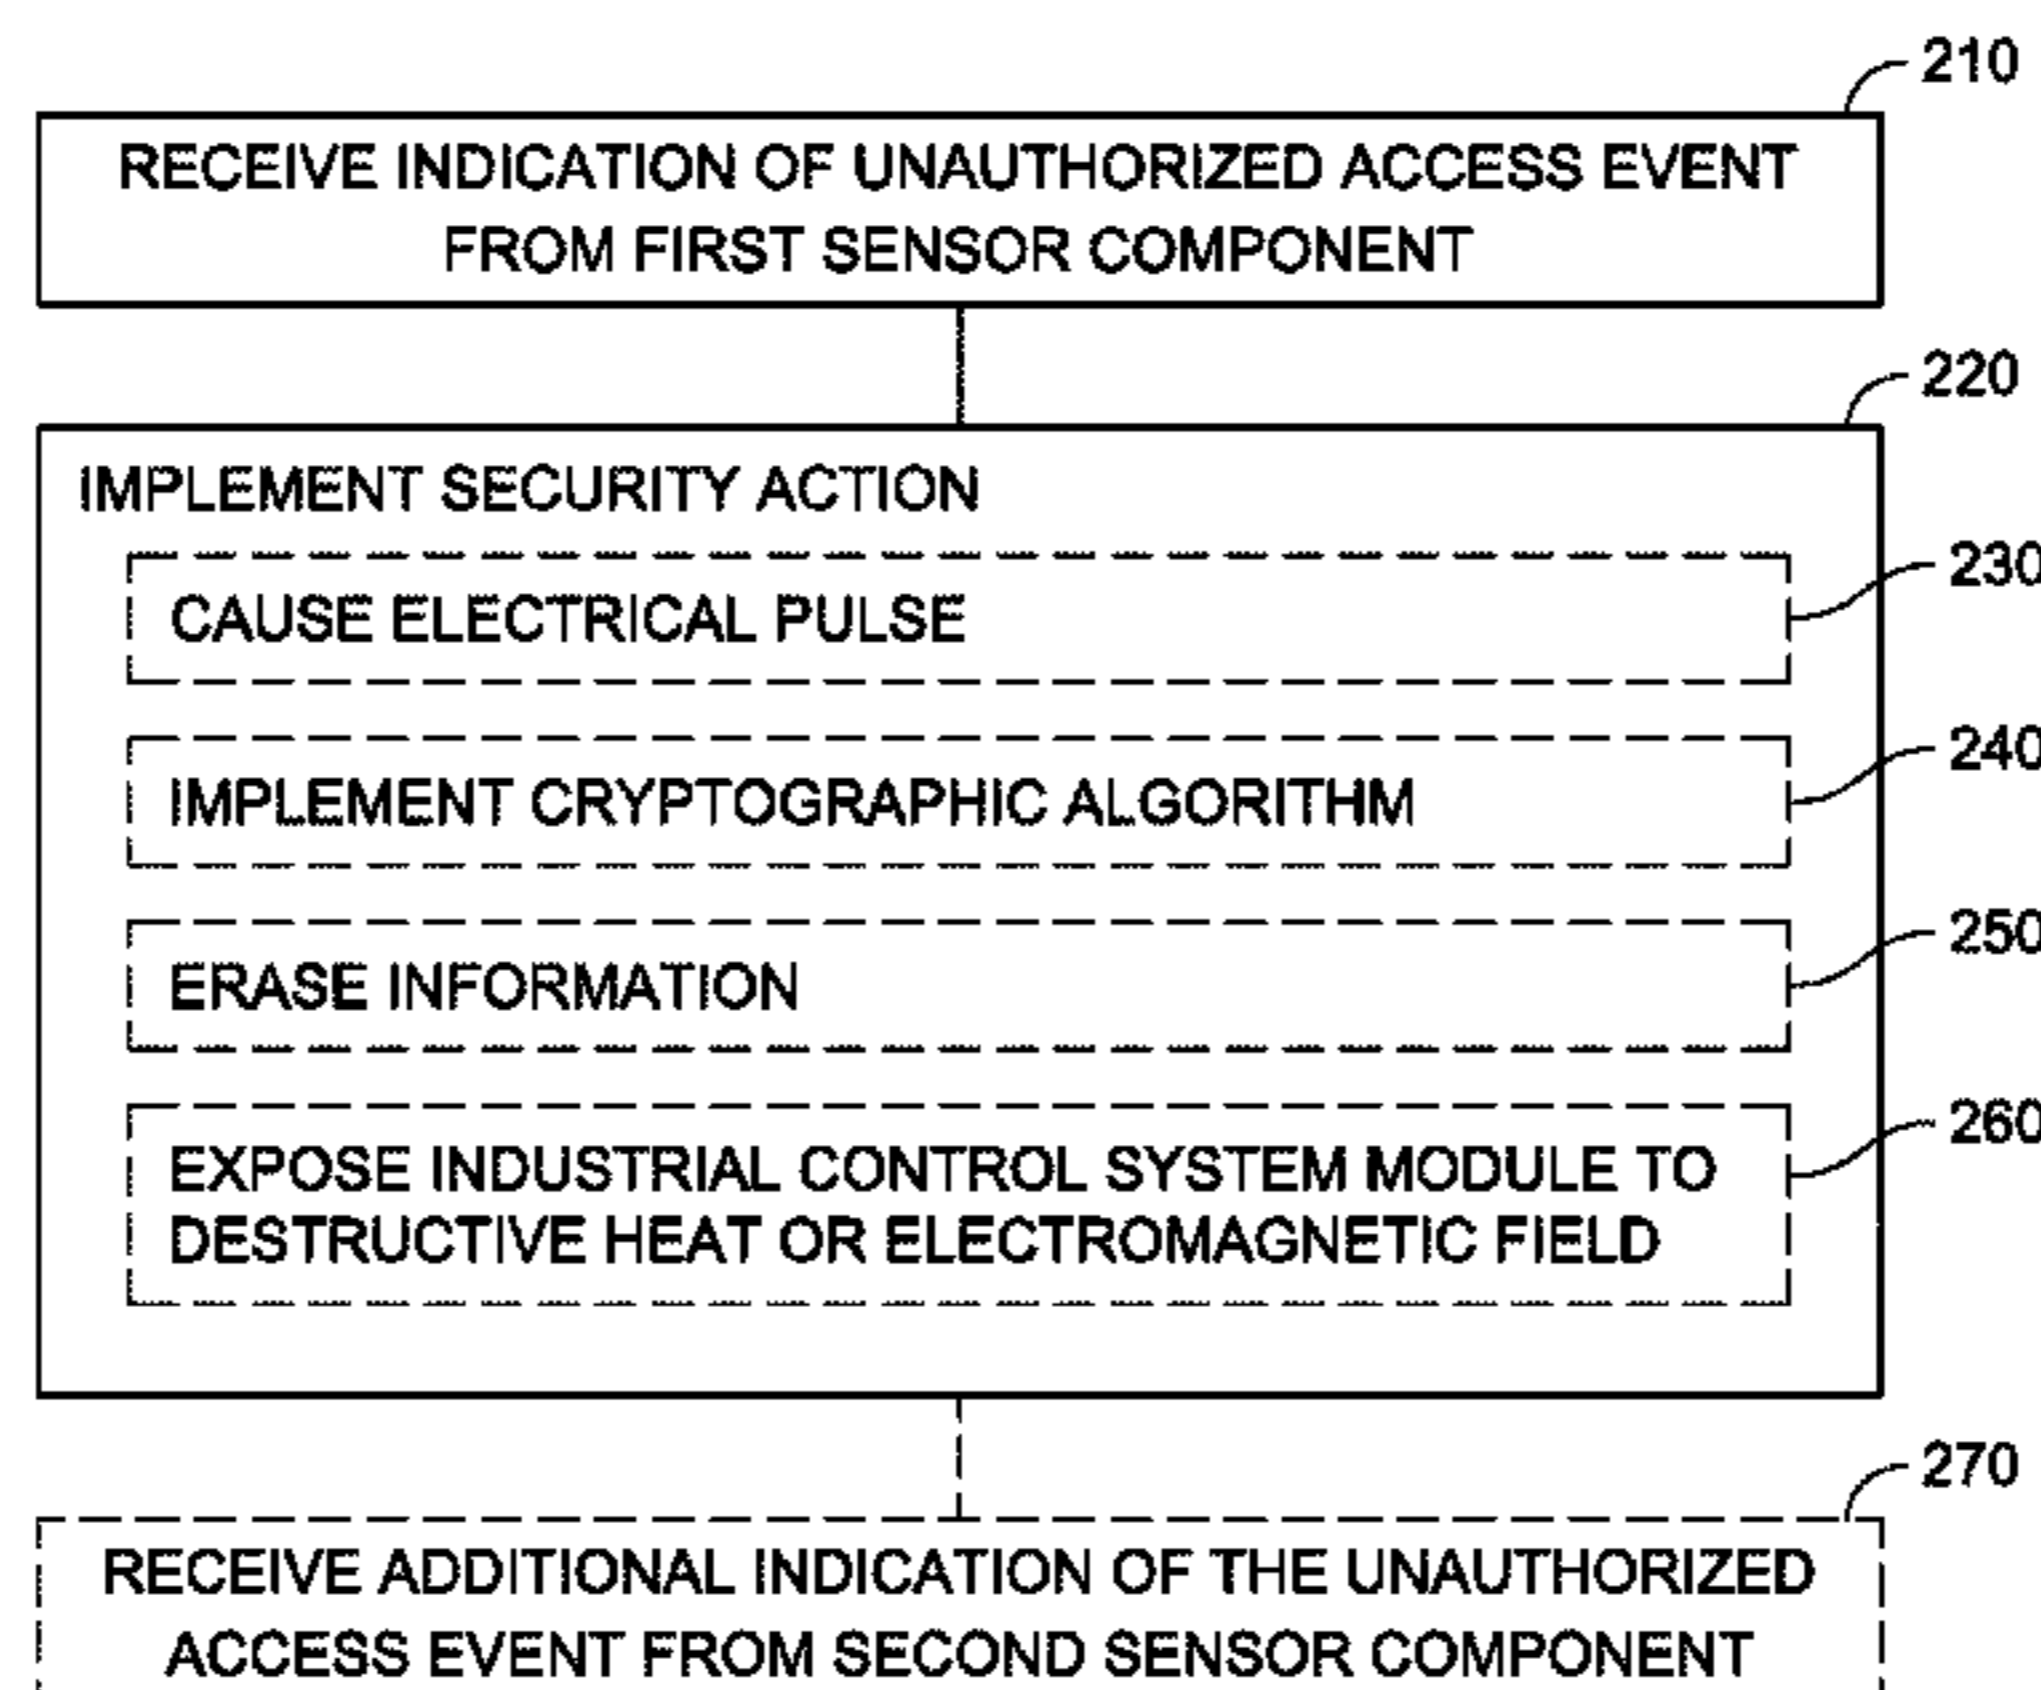 210
RECEIVE INDICATION OF UNAUTHORIZED ACCESS EVENT
FROM FIRST SENSOR COMPONENT
220
IMPLEMENT SECURITY ACTION
230
CAUSE ELECTRICAL PULSE
240
IMPLEMENT CRYPTOGRAPHIC ALGORITHM
250
ERASE INFORMATION
260
EXPOSE INDUSTRIAL CONTROL SYSTEM MODULE TO
DESTRUCTIVE HEAT OR ELECTROMAGNETIC FIELD
270
RECEIVE ADDITIONAL INDICATION OF THE UNAUTHORIZED
ACCESS EVENT FROM SECOND SENSOR COMPONENT